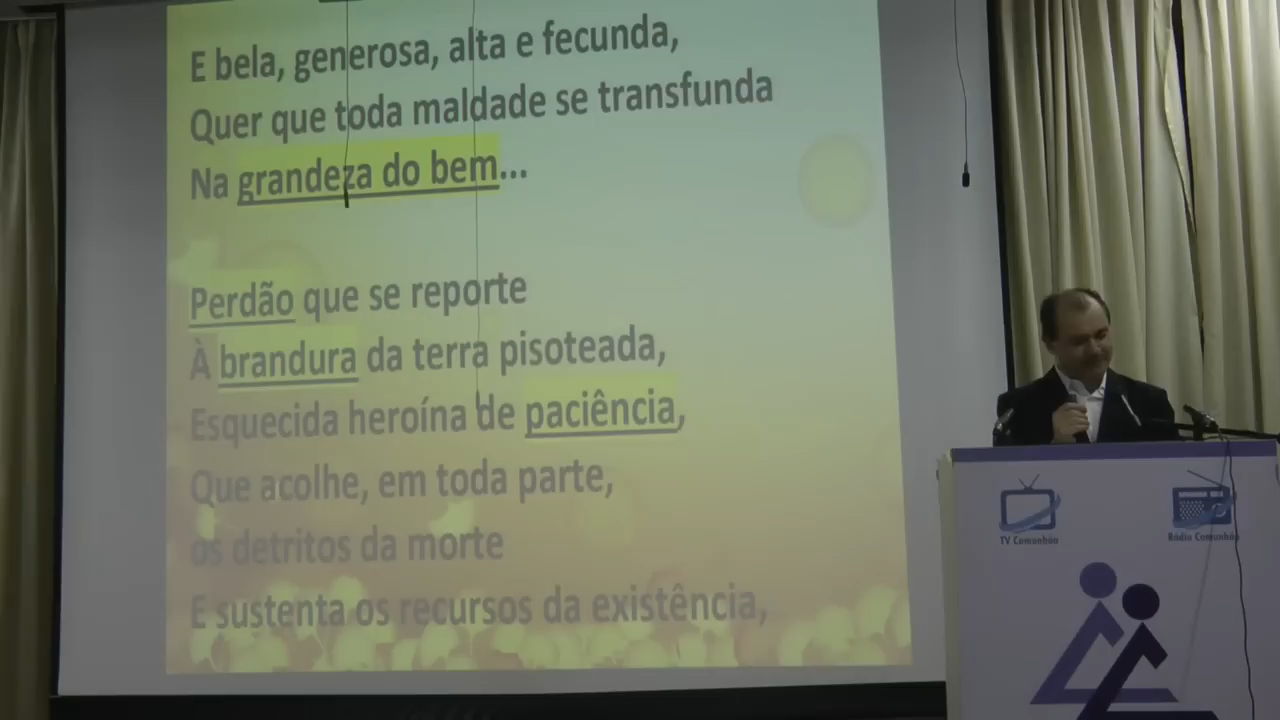 E bela, generosa, alta e fecunda,
Quer que toda maldade se transfunda
Na grandeza do bem...
Perdão que se reporte
À brandura da terra pisoteada,
Esquecida heroína de paciência,
Que acolhe, em toda parte,
os detritos da morte
E sustenta os recursos da existência,
TV Comunhão
Rádio Comunhão